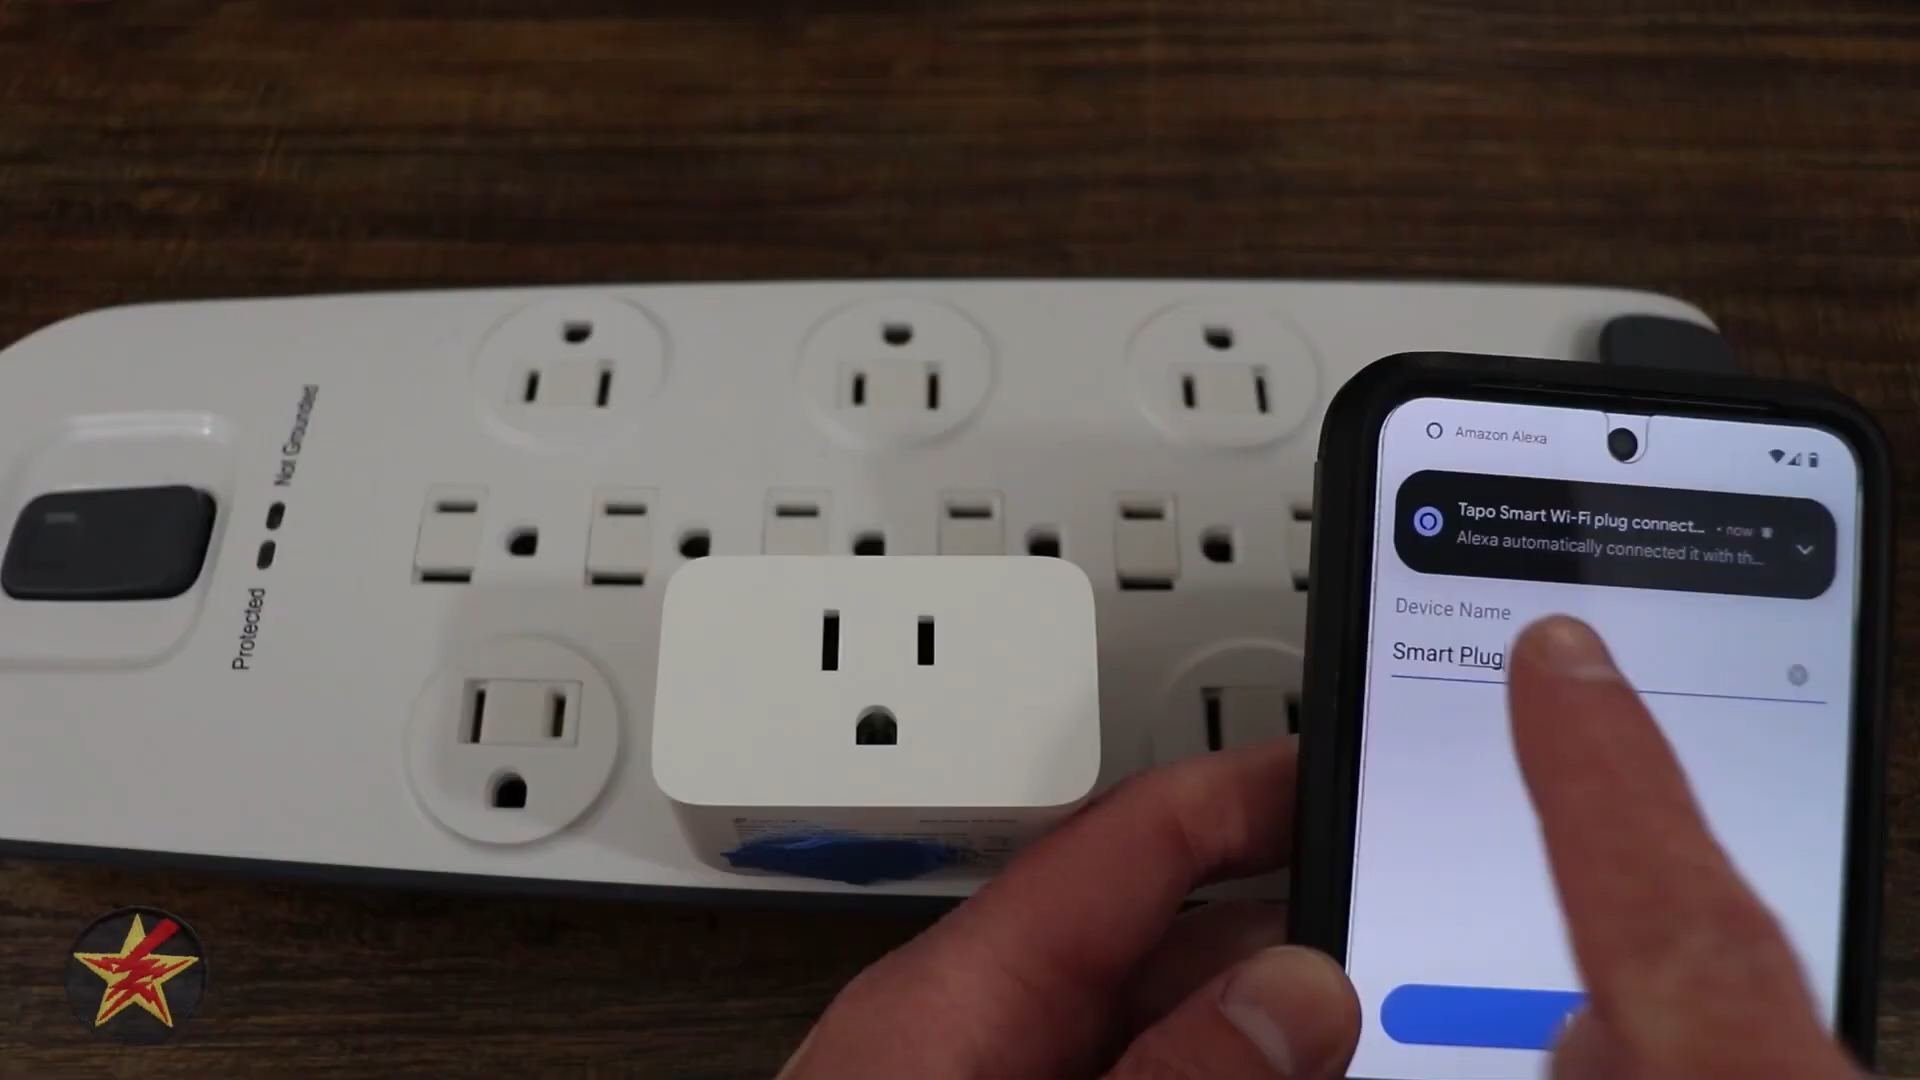 Not Grounded
Protected
Amazon Alexa
Tapo Smart Wi-Fi plug connect... • now
Alexa automatically connected it with th...
Device Name
Smart Plug